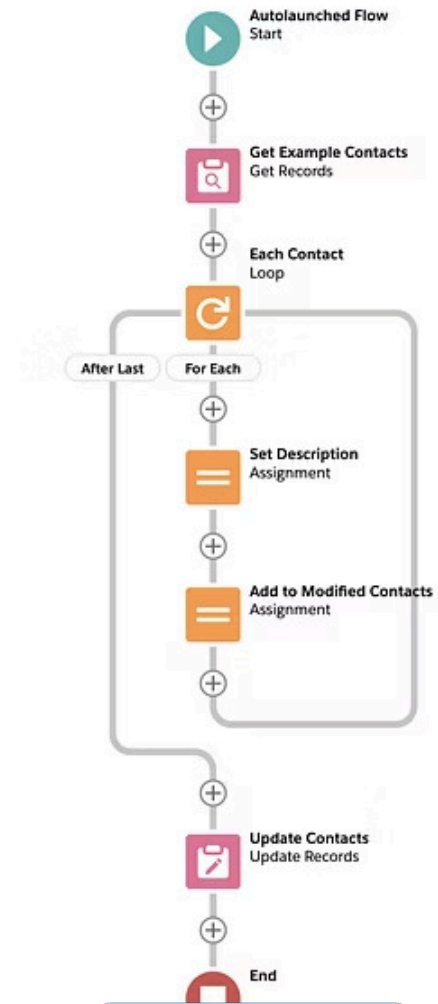 Autolaunched Flow
Start
Get Example Contacts
Get Records
Each Contact
Loop
After Last
For Each
Set Description
Assignment
Add to Modified Contacts
Assignment
Update Contacts
Update Records
End